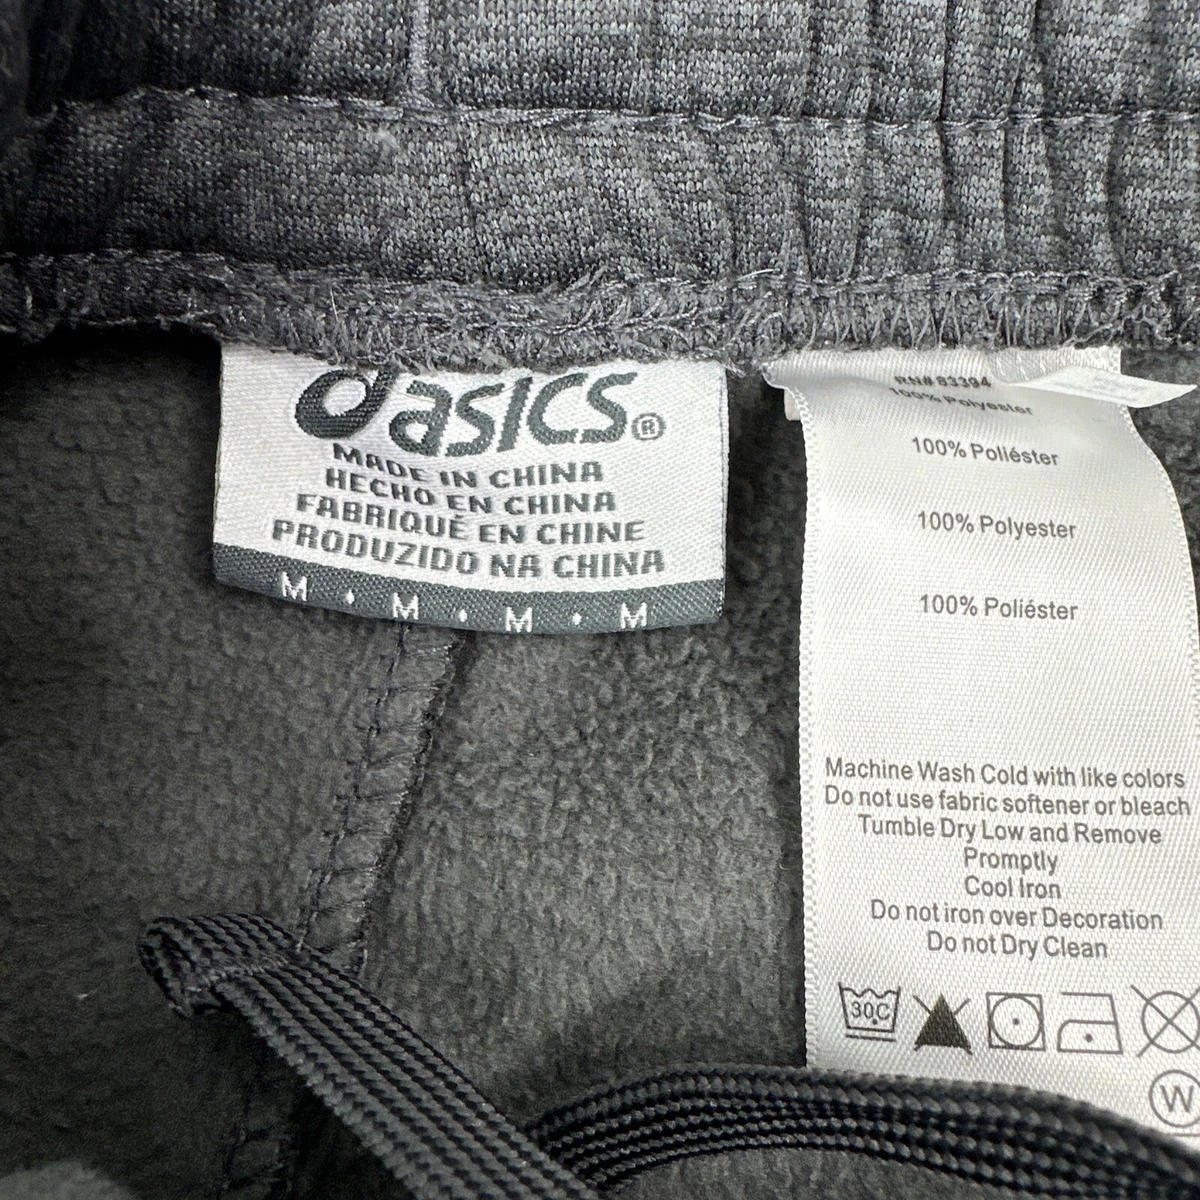 asics®
MADE IN CHINA
HECHO EN CHINA
FABRIQUÉ EN CHINE
PRODUZIDO NA CHINA
M · M · M · M
RN# 83394
100% Polyester
100% Poliéster
100% Polyester
100% Poliéster
Machine Wash Cold with like colors
Do not use fabric softener or bleach
Tumble Dry Low and Remove
Promptly
Cool Iron
Do not iron over Decoration
Do not Dry Clean
30C
W